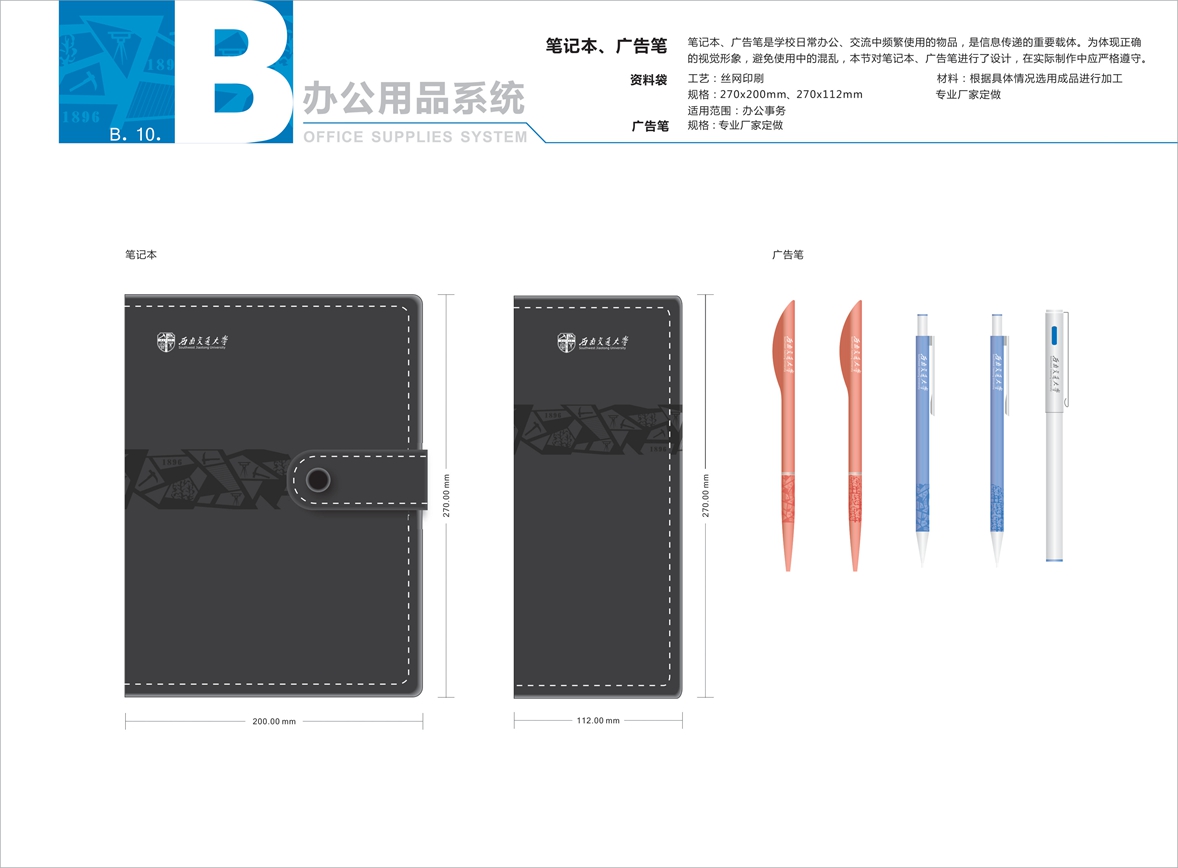 B. 10.
B
1896
189
办公用品系统
OFFICE SUPPLIES SYSTEM
笔记本、广告笔
笔记本、广告笔是学校日常办公、交流中频繁使用的物品，是信息传递的重要载体。为体现正确
的视觉形象，避免使用中的混乱，本节对笔记本、广告笔进行了设计，在实际制作中应严格遵守。
资料袋
工艺：丝网印刷
材料：根据具体情况选用成品进行加工
规格：270x200mm、270x112mm
专业厂家定做
适用范围：办公事务
广告笔
规格：专业厂家定做
笔记本
广告笔
西南交通大学
Southwest Jiaotong University
西南交通大学
Southwest Jiaotong University
1896
1896
1896
270.00 mm
270.00 mm
200.00 mm
112.00 mm
西南交通大学
西南交通大学
西南交通大学
西南交通大学
西南交通大学